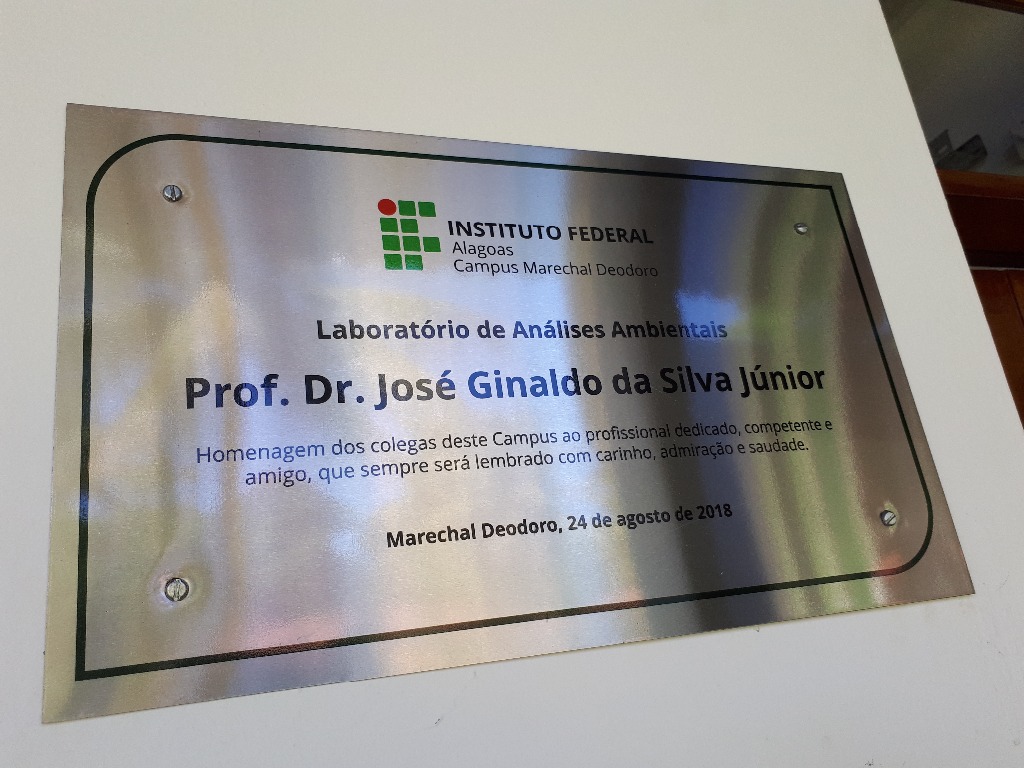 INSTITUTO FEDERAL
Alagoas
Campus Marechal Deodoro
Laboratório de Análises Ambientais
Prof. Dr. José Ginaldo da Silva Júnior
Homenagem dos colegas deste Campus ao profissional dedicado, competente e
amigo, que sempre será lembrado com carinho, admiração e saudade.
Marechal Deodoro, 24 de agosto de 2018